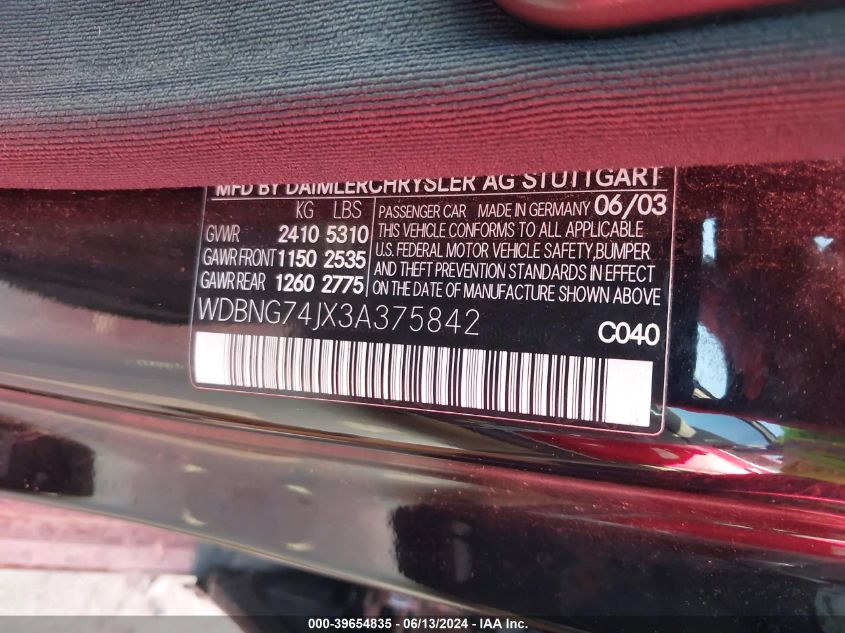 MFD BY DAIMLERCHRYSLER AG STUTTGART
KG LBS
GVWR 2410 5310
GAWR FRONT 1150 2535
GAWR REAR 1260 2775
PASSENGER CAR MADE IN GERMANY 06/03
THIS VEHICLE CONFORMS TO ALL APPLICABLE
U.S. FEDERAL MOTOR VEHICLE SAFETY, BUMPER
AND THEFT PREVENTION STANDARDS IN EFFECT
ON THE DATE OF MANUFACTURE SHOWN ABOVE
WDBNG74JX3A375842
C040
000-39654835 - 06/13/2024 - IAA Inc.